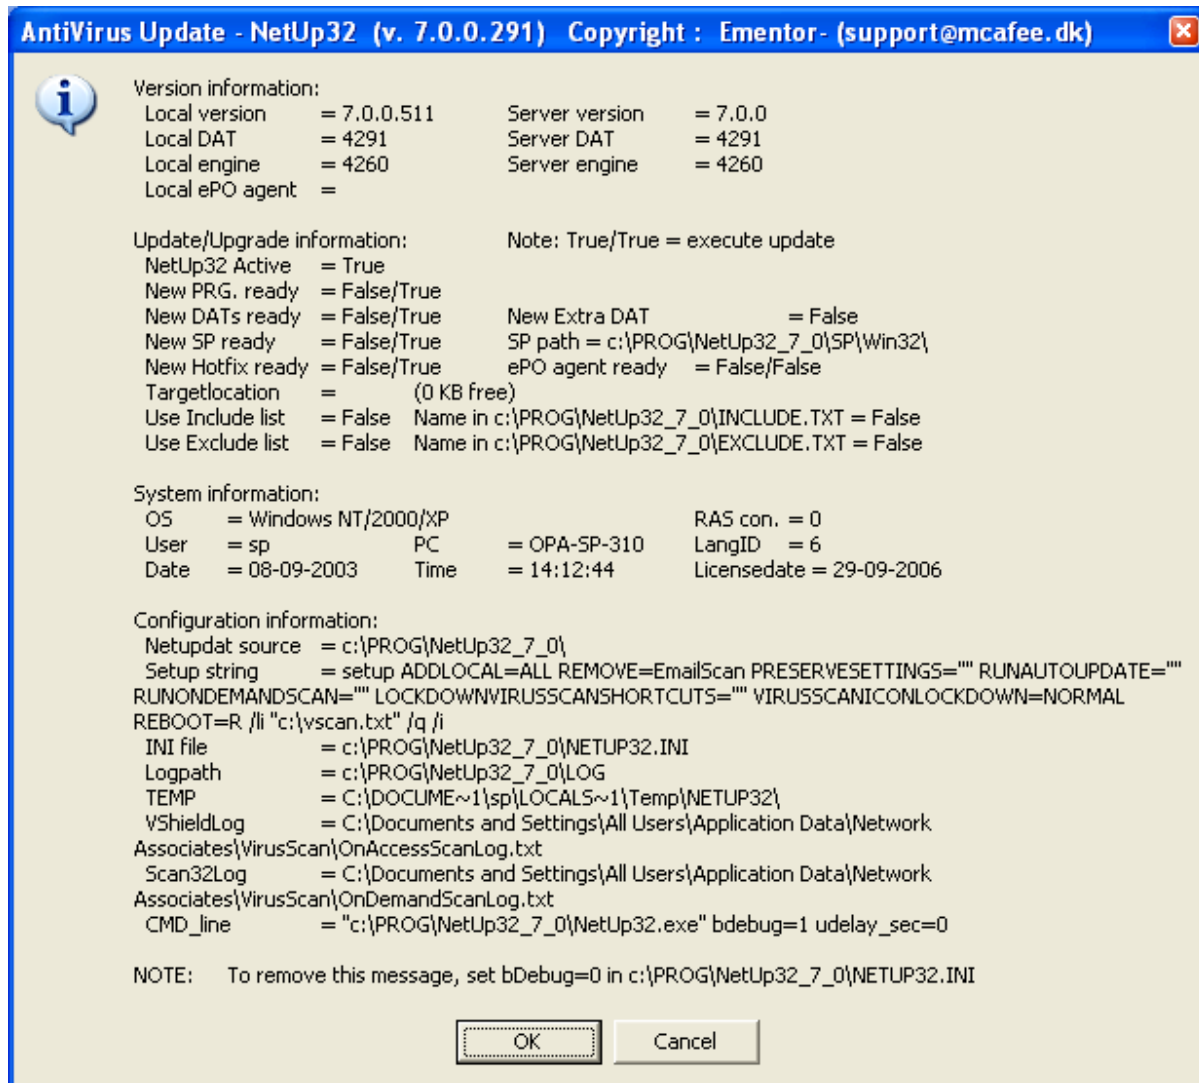 AntiVirus Update - NetUp32 (v. 7.0.0.291) Copyright : Ementor- (support@mcafee.dk)
Version information:
Local version = 7.0.0.511 Server version = 7.0.0
Local DAT = 4291 Server DAT = 4291
Local engine = 4260 Server engine = 4260
Local ePO agent =
Update/Upgrade information: Note: True/True = execute update
NetUp32 Active = True
New PRG. ready = False/True
New DATs ready = False/True New Extra DAT = False
New SP ready = False/True SP path = c:\PROG\NetUp32_7_0\SP\Win32\
New Hotfix ready = False/True ePO agent ready = False/False
Targetlocation = (0 KB free)
Use Include list = False Name in c:\PROG\NetUp32_7_0\INCLUDE.TXT = False
Use Exclude list = False Name in c:\PROG\NetUp32_7_0\EXCLUDE.TXT = False
System information:
OS = Windows NT/2000/XP RAS con. = 0
User = sp PC = OPA-SP-310 LangID = 6
Date = 08-09-2003 Time = 14:12:44 Licensedate = 29-09-2006
Configuration information:
Netupdat source = c:\PROG\NetUp32_7_0\
Setup string = setup ADDLOCAL=ALL REMOVE=EmailScan PRESERVESETTINGS="" RUNAUTOUPDATE=""
RUNONDEMANDSCAN="" LOCKDOWNVIRUSSCANSHORTCUTS="" VIRUSSCANICONLOCKDOWN=NORMAL
REBOOT=R /li "c:\vscan.txt" /q /i
INI file = c:\PROG\NetUp32_7_0\NETUP32.INI
Logpath = c:\PROG\NetUp32_7_0\LOG
TEMP = C:\DOCUME~1\sp\LOCALS~1\Temp\NETUP32\
VShieldLog = C:\Documents and Settings\All Users\Application Data\Network
Associates\VirusScan\OnAccessScanLog.txt
Scan32Log = C:\Documents and Settings\All Users\Application Data\Network
Associates\VirusScan\OnDemandScanLog.txt
CMD_line = "c:\PROG\NetUp32_7_0\NetUp32.exe" bdebug=1 udelay_sec=0
NOTE: To remove this message, set bDebug=0 in c:\PROG\NetUp32_7_0\NETUP32.INI
OK Cancel